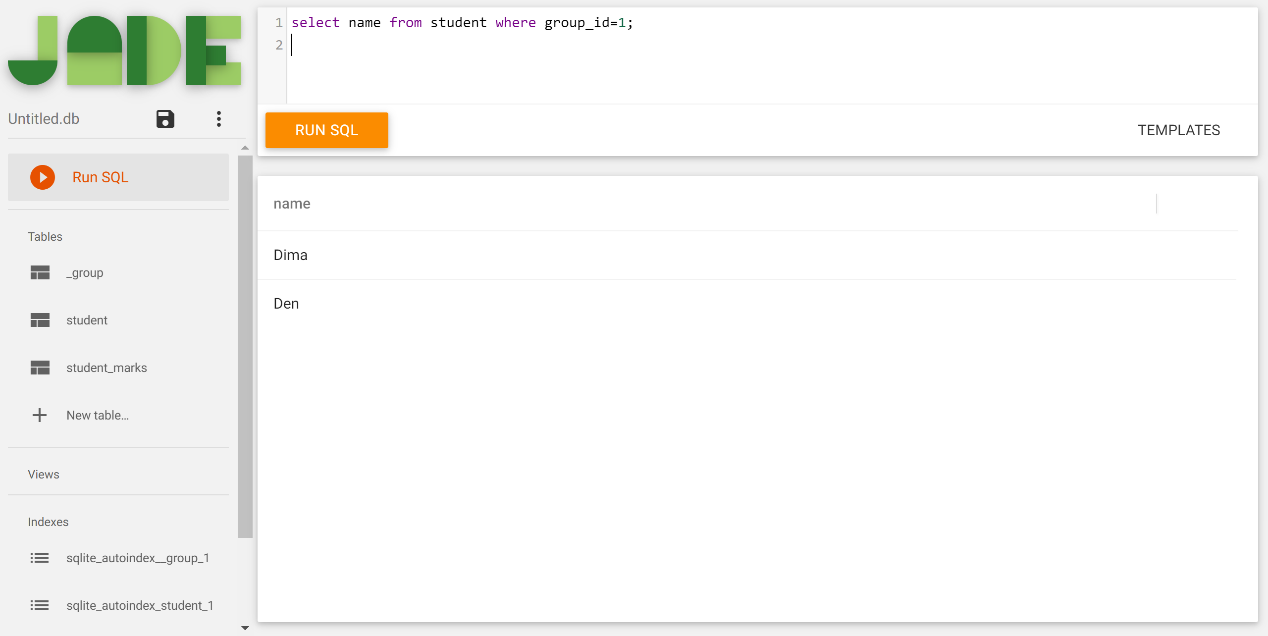 JADE
Untitled.db
Run SQL
Tables
_group
student
student_marks
New table...
Views
Indexes
sqlite_autoindex__group_1
sqlite_autoindex_student_1
1 select name from student where group_id=1;
2
RUN SQL
TEMPLATES
name
Dima
Den